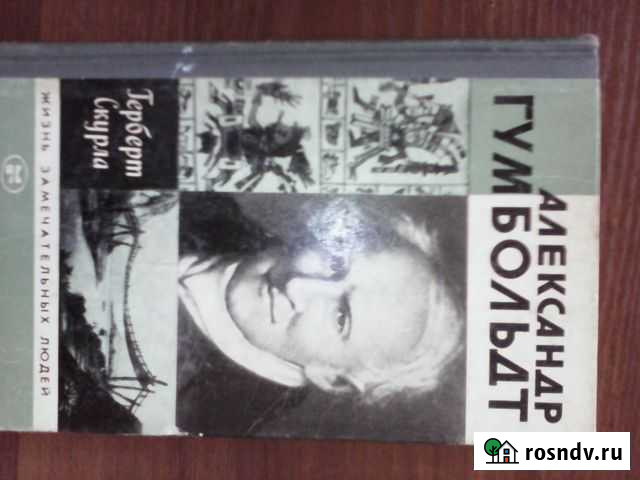 АЛЕКСАНДР
ГУМБОЛЬДТ
Герберт
Скурла
ЖИЗНЬ ЗАМЕЧАТЕЛЬНЫХ ЛЮДЕЙ
rosndv.ru